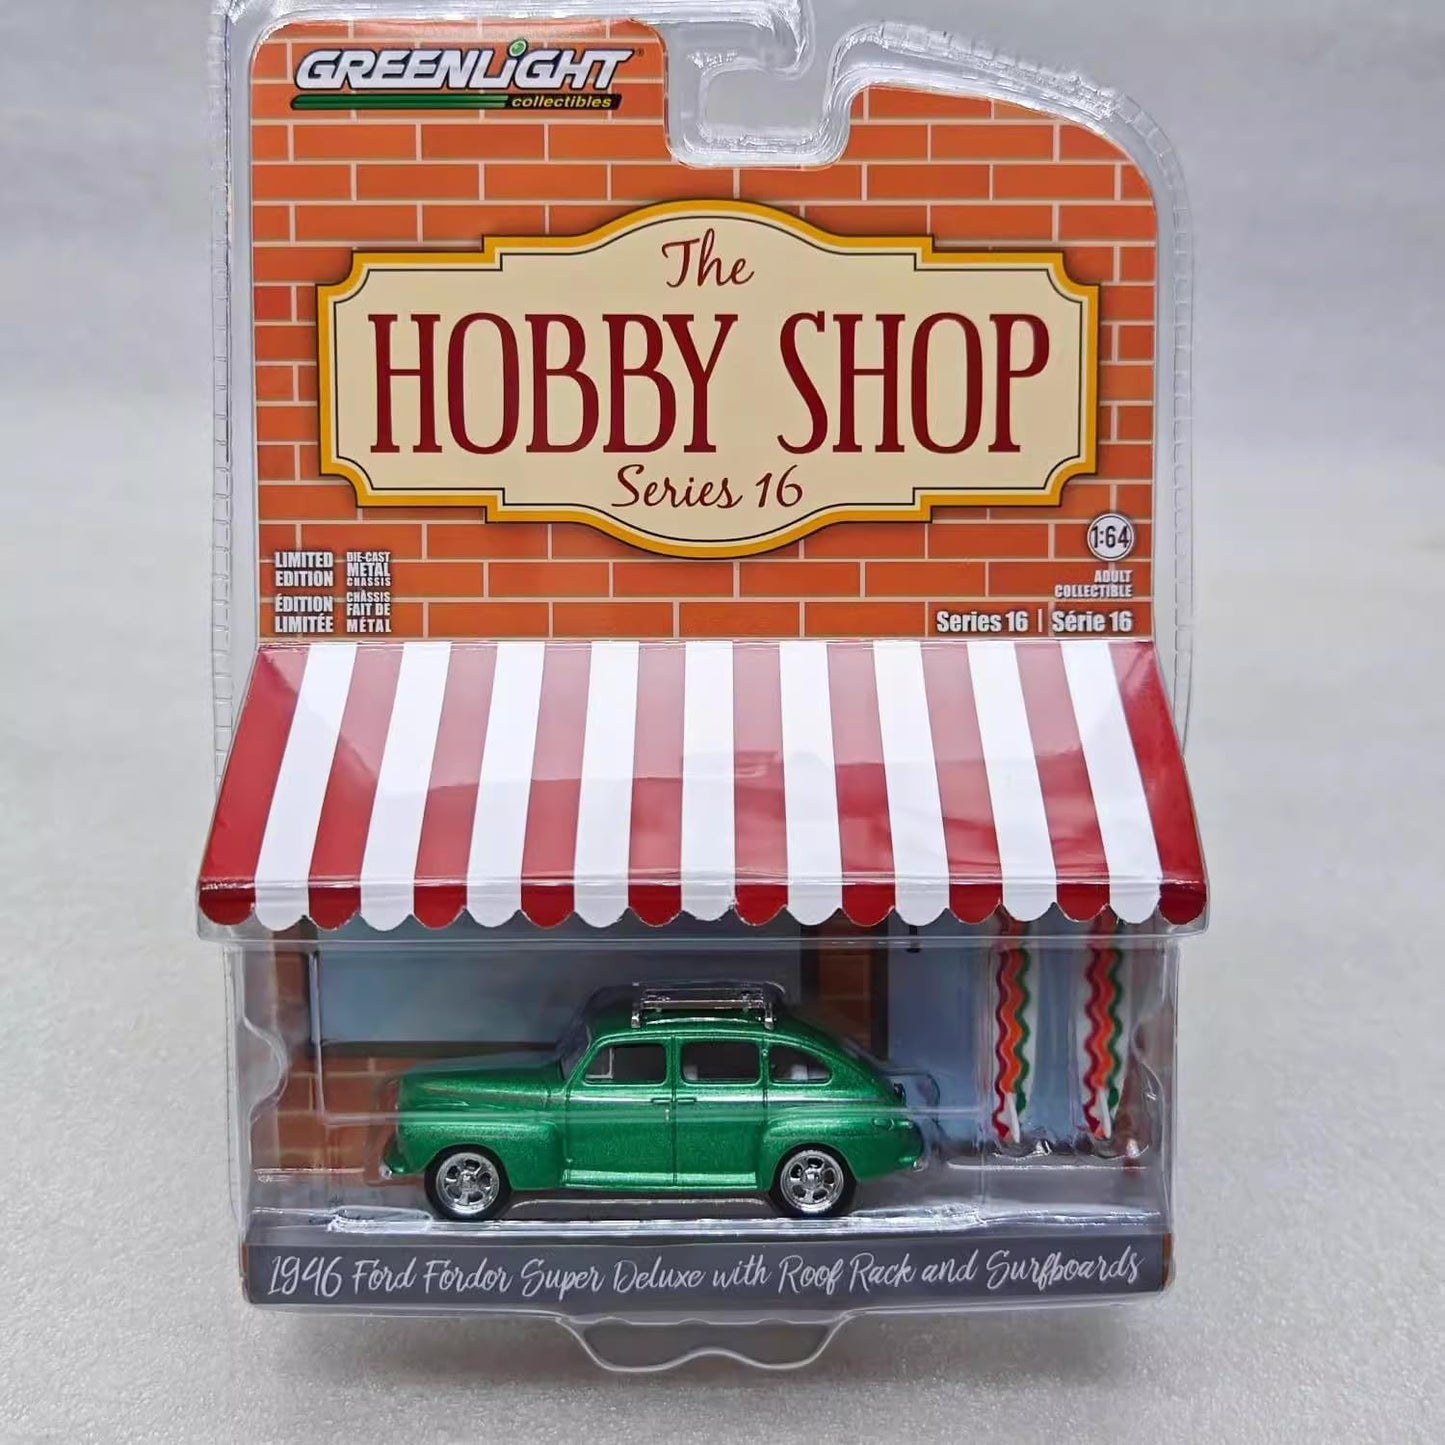 GREENLiGHT
collectibles
The
HOBBY SHOP
Series 16
LIMITED
EDITION
ÉDITION
LIMITÉE
DIE-CAST
METAL
CHASSIS
CHÂSSIS
FAIT DE
MÉTAL
1:64
ADULT
COLLECTIBLE
Series 16 | Série 16
1946 Ford Fordor Super Deluxe with Roof Rack and Surfboards